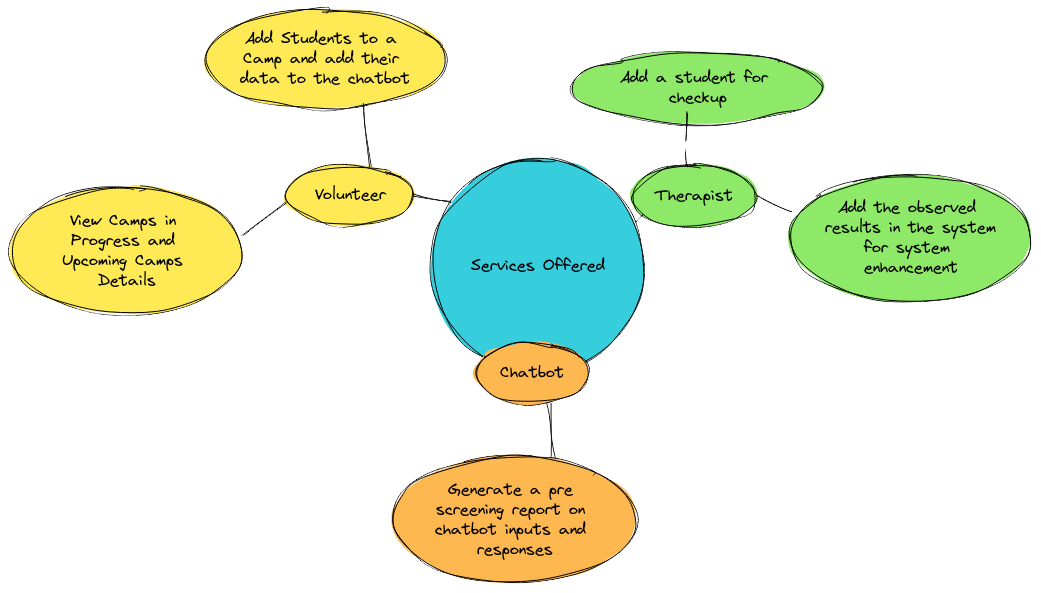 Add Students to a
Camp and add their
data to the chatbot
Add a student for
checkup
Volunteer
Therapist
View Camps in
Progress and
Upcoming Camps
Details
Add the observed
results in the system
for system
enhancement
Services Offered
Chatbot
Generate a pre
screening report on
chatbot inputs and
responses